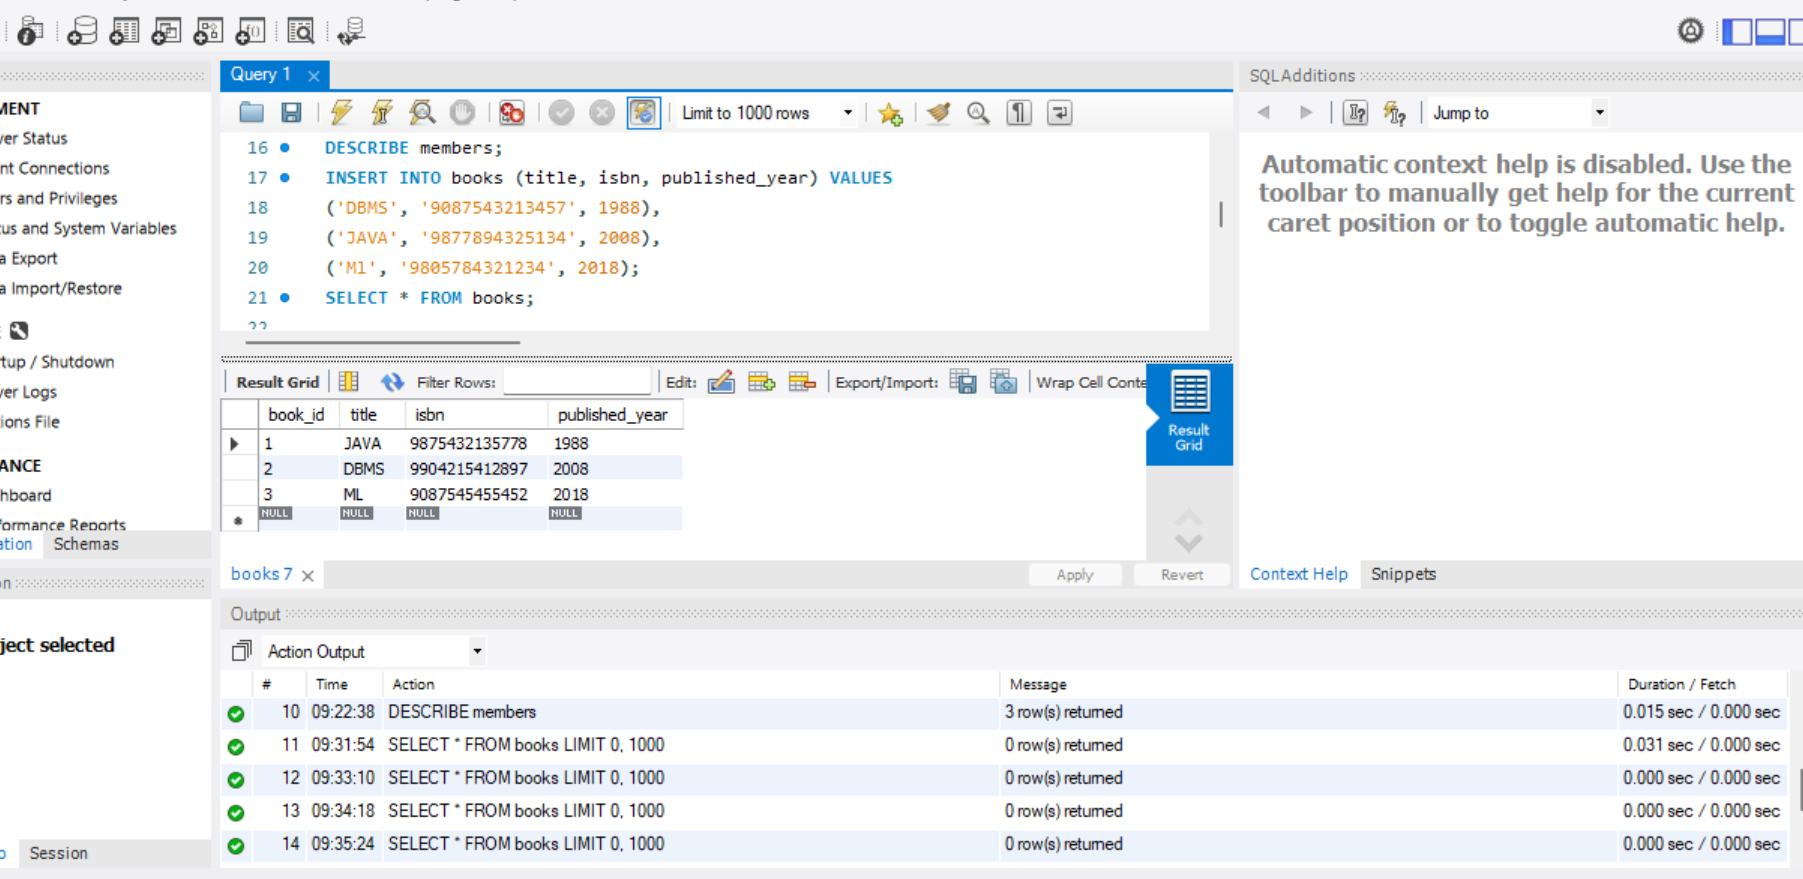 Query 1
SQLAdditions
Limit to 1000 rows
Jump to
MENT
ver Status
nt Connections
rs and Privileges
tus and System Variables
a Export
a Import/Restore
tup / Shutdown
ver Logs
ions File
ANCE
hboard
formance Reports
ation Schemas
on
ject selected
o Session
16 DESCRIBE members;
17 INSERT INTO books (title, isbn, published_year) VALUES
18 ('DBMS', '9087543213457', 1988),
19 ('JAVA', '9877894325134', 2008),
20 ('Ml', '9805784321234', 2018);
21 SELECT * FROM books;
22
Automatic context help is disabled. Use the
toolbar to manually get help for the current
caret position or to toggle automatic help.
Result Grid Filter Rows: Edit: Export/Import: Wrap Cell Conte
book_id title isbn published_year
1 JAVA 9875432135778 1988
2 DBMS 9904215412897 2008
3 ML 9087545455452 2018
NULL NULL NULL NULL
Result
Grid
books 7 Apply Revert
Context Help Snippets
Output
Action Output
# Time Action Message Duration / Fetch
10 09:22:38 DESCRIBE members 3 row(s) returned 0.015 sec / 0.000 sec
11 09:31:54 SELECT * FROM books LIMIT 0, 1000 0 row(s) returned 0.031 sec / 0.000 sec
12 09:33:10 SELECT * FROM books LIMIT 0, 1000 0 row(s) returned 0.000 sec / 0.000 sec
13 09:34:18 SELECT * FROM books LIMIT 0, 1000 0 row(s) returned 0.000 sec / 0.000 sec
14 09:35:24 SELECT * FROM books LIMIT 0, 1000 0 row(s) returned 0.000 sec / 0.000 sec